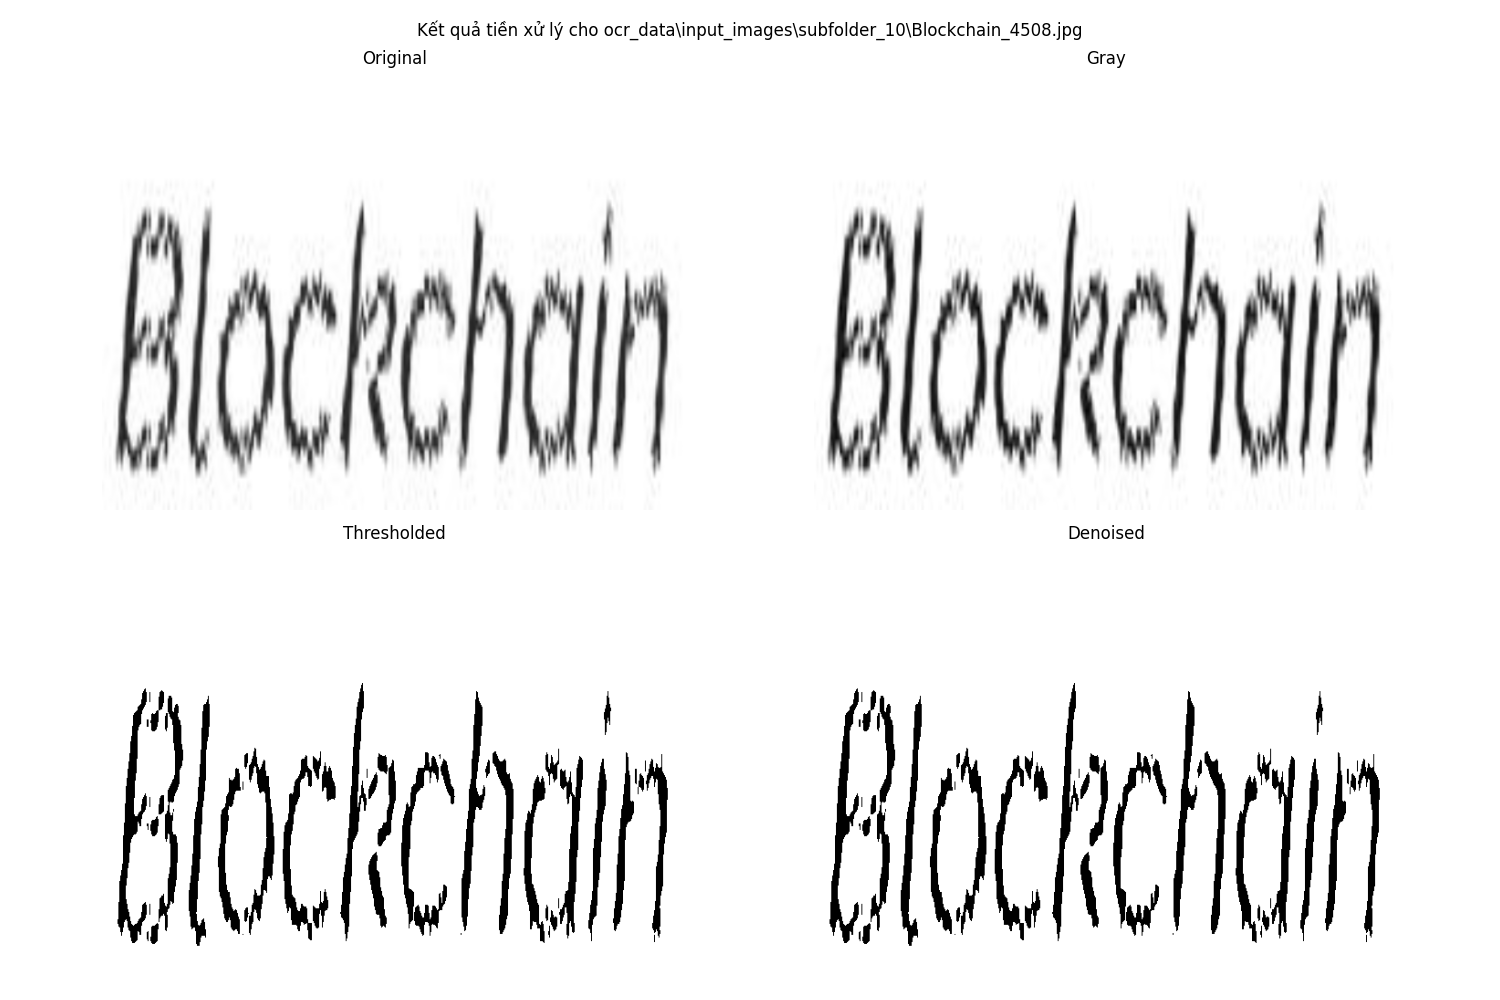 Kết quả tiền xử lý cho ocr_data\input_images\subfolder_10\Blockchain_4508.jpg
Original
Gray
Blockchain
Blockchain
Thresholded
Denoised
Blockchain
Blockchain